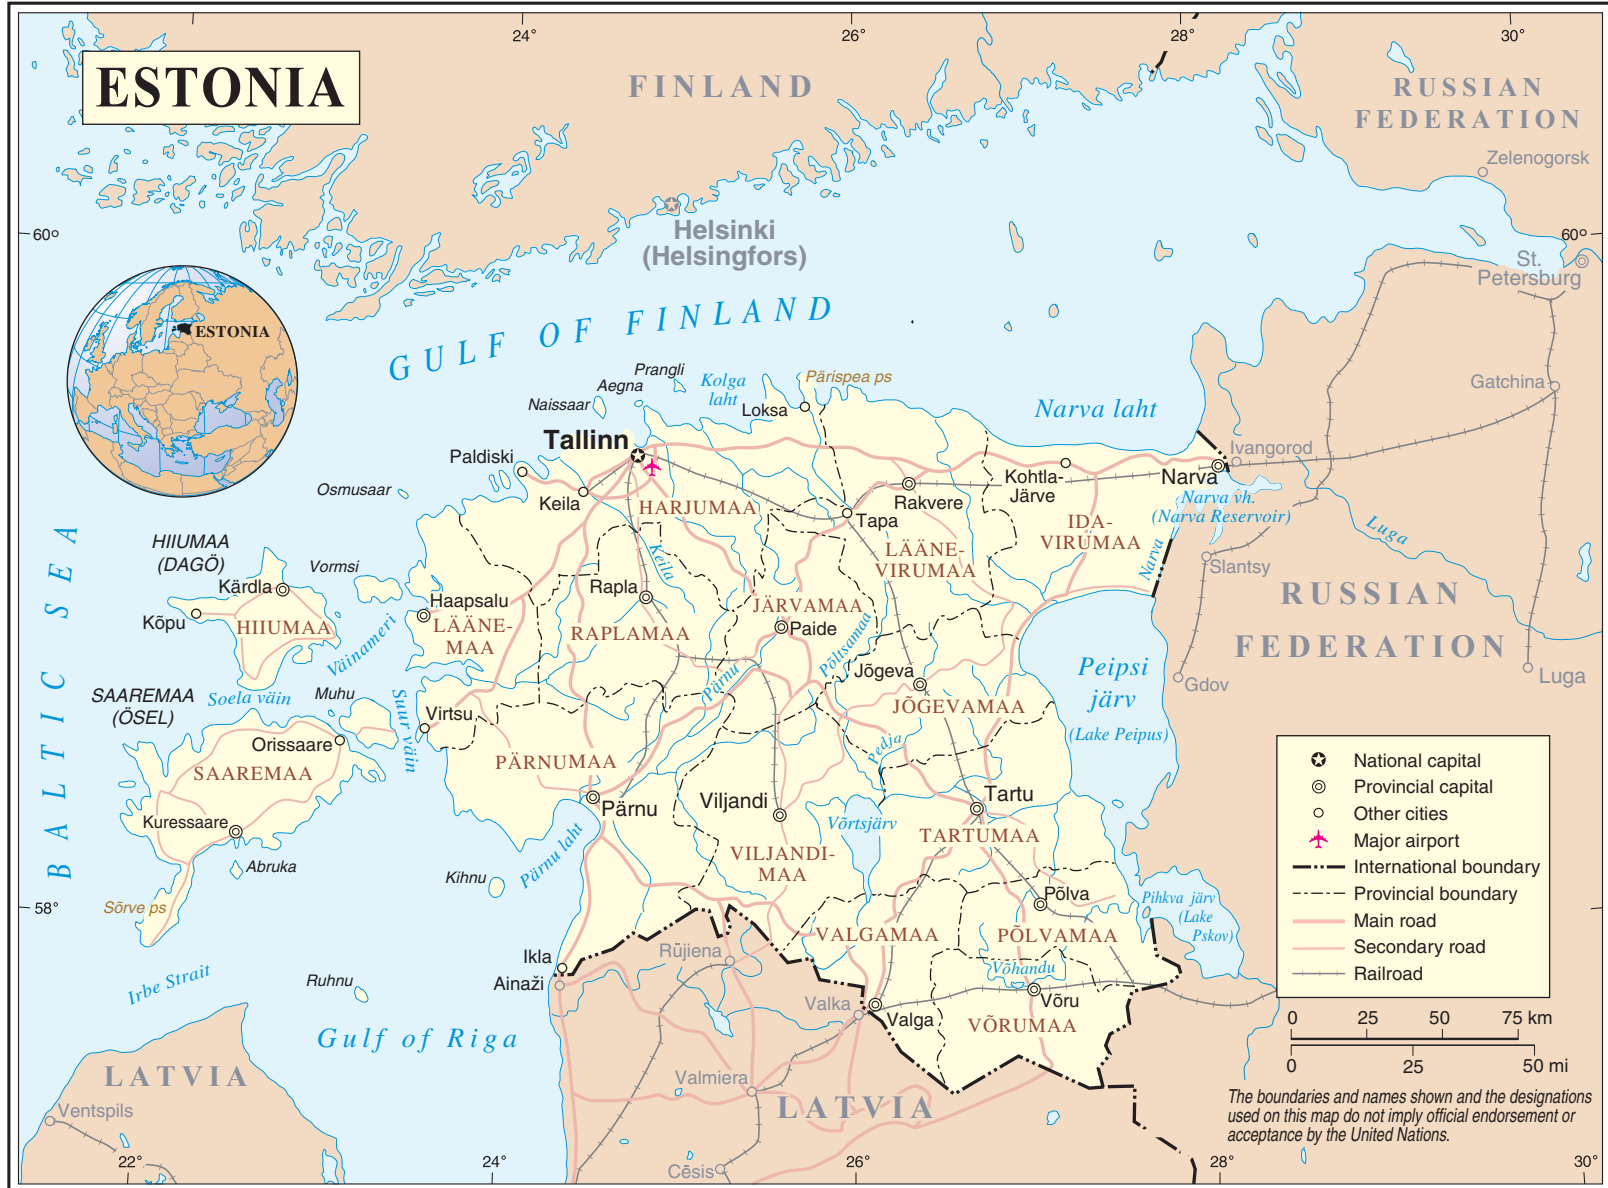 24°
26°
28°
30°
ESTONIA
FINLAND
RUSSIAN
FEDERATION
Zelenogorsk
Helsinki
(Helsingfors)
60°
60°
St.
Petersburg
ESTONIA
GULF OF FINLAND
Prangli
Aegna
Naissaar
Kolga
laht
Pärispea ps
Loksa
Narva laht
Gatchina
Tallinn
Paldiski
Keila
Osmussaar
HARJUMAA
Tapa
Rakvere
Kohtla-
Järve
Narva
Ivangorod
Narva vh.
(Narva Reservoir)
IDA-
VIRUMAA
Narva
Luga
Slantsy
LÄÄNE-
VIRUMAA
BALTIC SEA
HIIUMAA
(DAGÖ)
Vormsi
Kärdla
Kõpu
HIIUMAA
Haapsalu
LÄÄNE-
MAA
Väinameri
Keila
Rapla
RAPLAMAA
JÄRVAMAA
Paide
Põltsamaa
Jõgeva
JÕGEVAMAA
Pärnu
Peipsi
järv
(Lake Peipus)
RUSSIAN
FEDERATION
Gdov
Luga
SAAREMAA
(ÖSEL)
Soela väin
Muhu
Suur väin
Virtsu
Orissaare
SAAREMAA
Kuressaare
Abruka
Sõrve ps
PÄRNUMAA
Pärnu
Pärnu laht
Kihnu
Viljandi
VILJANDI-
MAA
Võrtsjärv
Pedja
Tartu
TARTUMAA
Põlva
PÕLVAMAA
Pihkva järv
(Lake
Pskov)
VALGAMAA
Võhandu
Võru
VÕRUMAA
Valga
Valka
58°
Irbe Strait
Ruhnu
Gulf of Riga
Ikla
Ainaži
Rūjiena
Valmiera
LATVIA
LATVIA
Ventspils
Cēsis
National capital
Provincial capital
Other cities
Major airport
International boundary
Provincial boundary
Main road
Secondary road
Railroad
0 25 50 75 km
0 25 50 mi
The boundaries and names shown and the designations
used on this map do not imply official endorsement or
acceptance by the United Nations.
22°
24°
26°
28°
30°